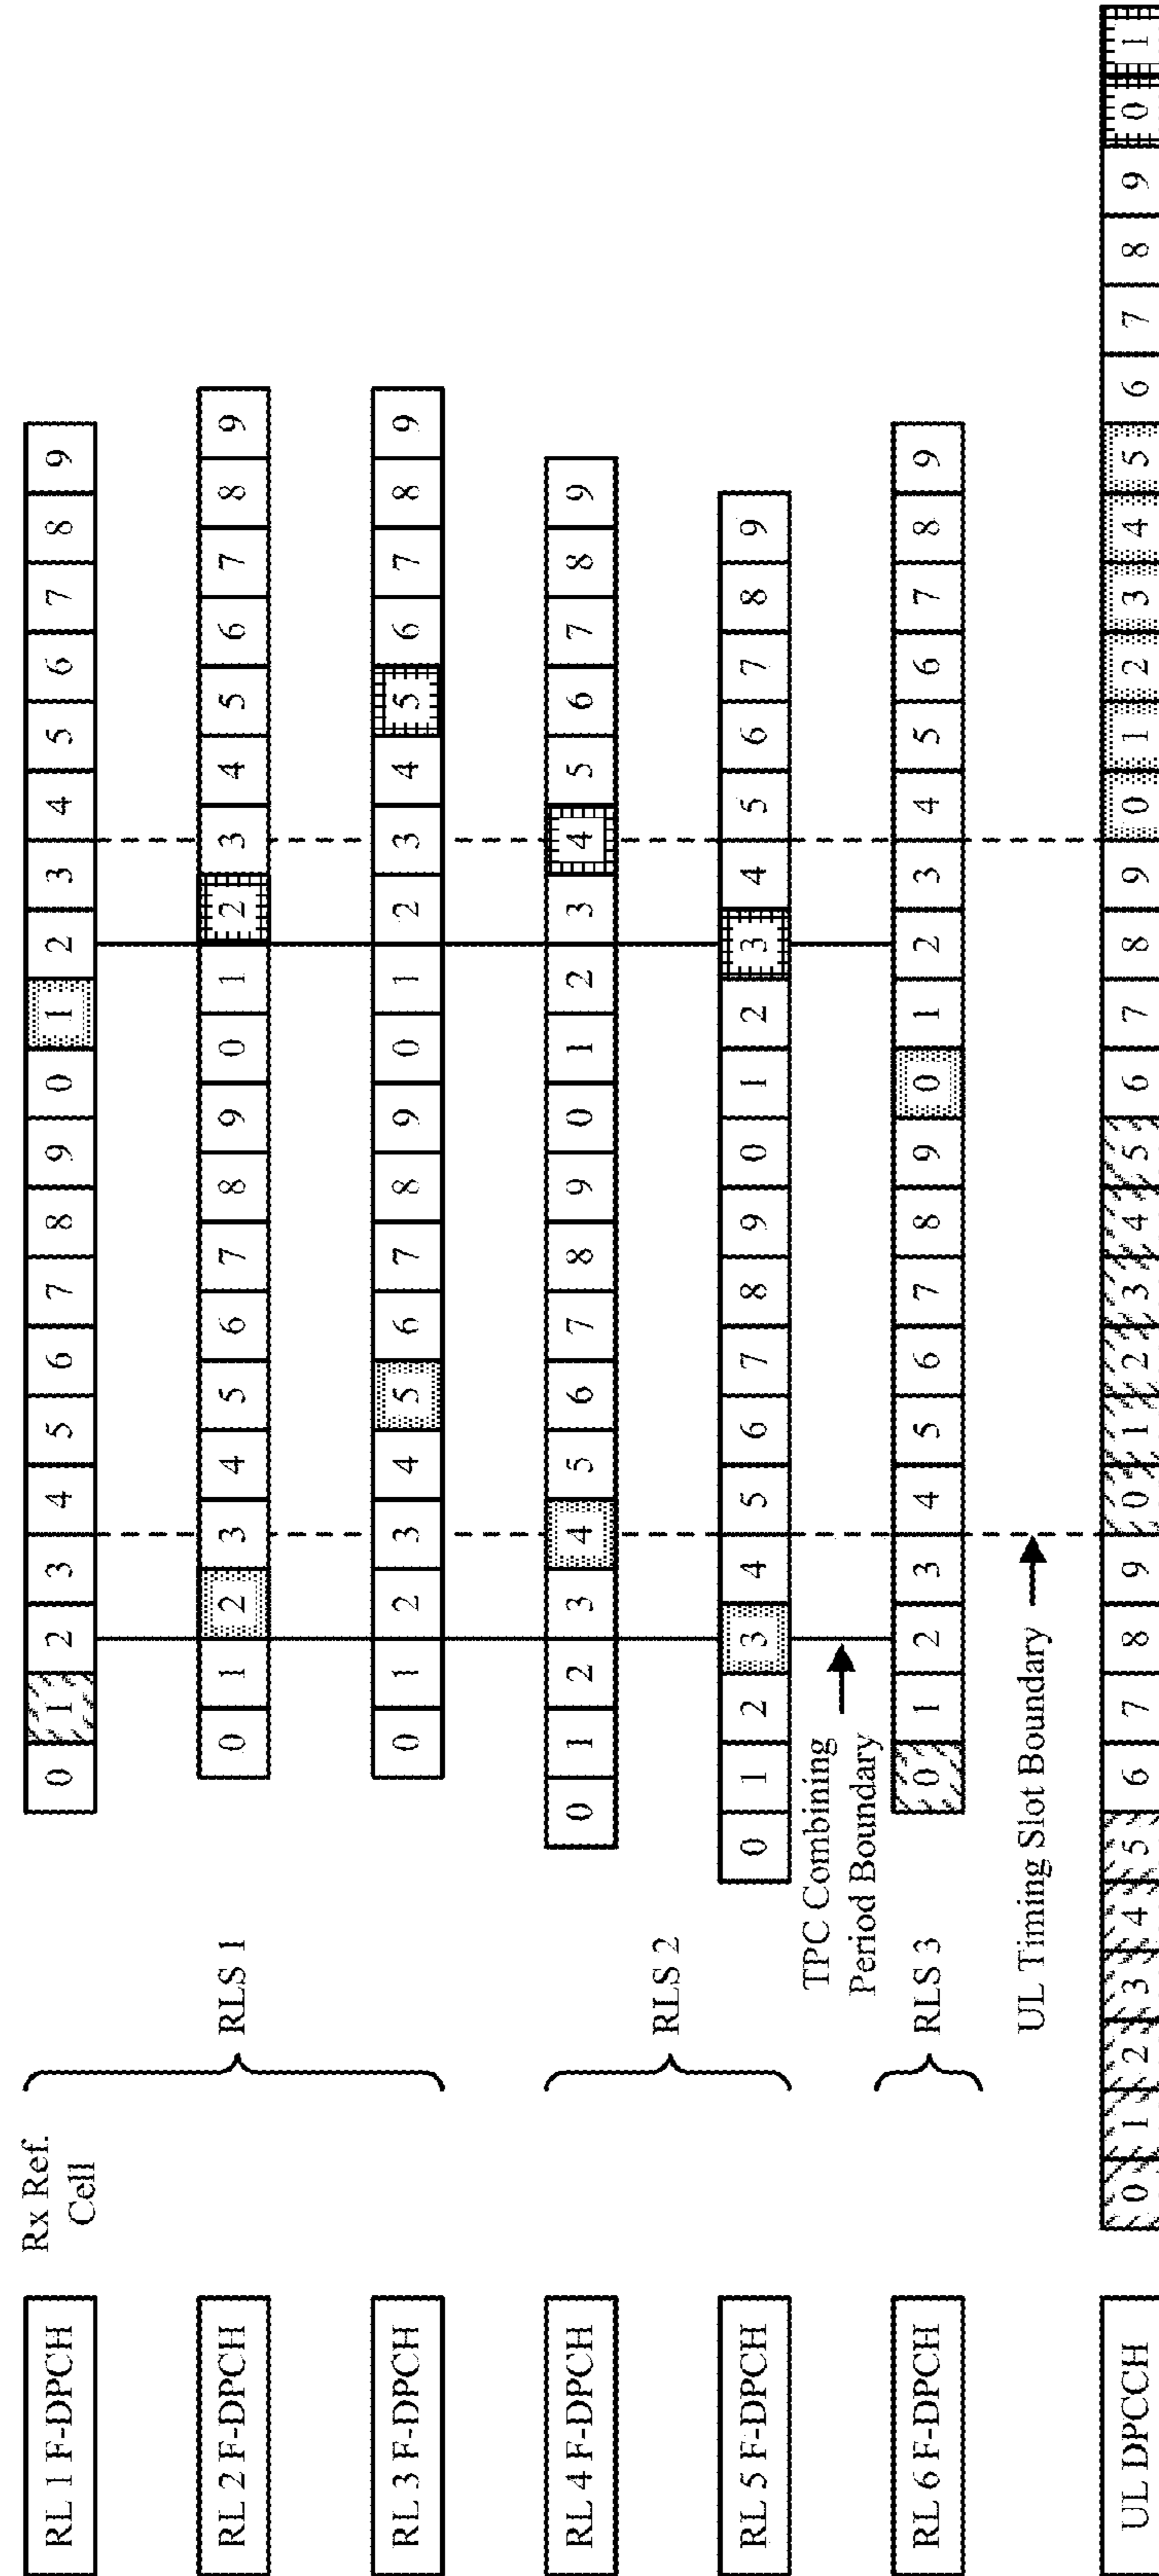 Rx Ref.
Cell
RL 1 F-DPCH 0 1 2 3 4 5 6 7 8 9 0 1 2 3 4 5 6 7 8 9
RLS 1
RL 2 F-DPCH 0 1 2 3 4 5 6 7 8 9 0 1 2 3 4 5 6 7 8 9
RL 3 F-DPCH 0 1 2 3 4 5 6 7 8 9 0 1 2 3 4 5 6 7 8 9
RL 4 F-DPCH 0 1 2 3 4 5 6 7 8 9 0 1 2 3 4 5 6 7 8 9
RLS 2
RL 5 F-DPCH 0 1 2 3 4 5 6 7 8 9 0 1 2 3 4 5 6 7 8 9
TPC Combining
Period Boundary
RL 6 F-DPCH RLS 3 0 1 2 3 4 5 6 7 8 9 0 1 2 3 4 5 6 7 8 9
UL Timing Slot Boundary
UL DPCCH 0 1 2 3 4 5 6 7 8 9 0 1 2 3 4 5 6 7 8 9 0 1 2 3 4 5 6 7 8 9 0 1